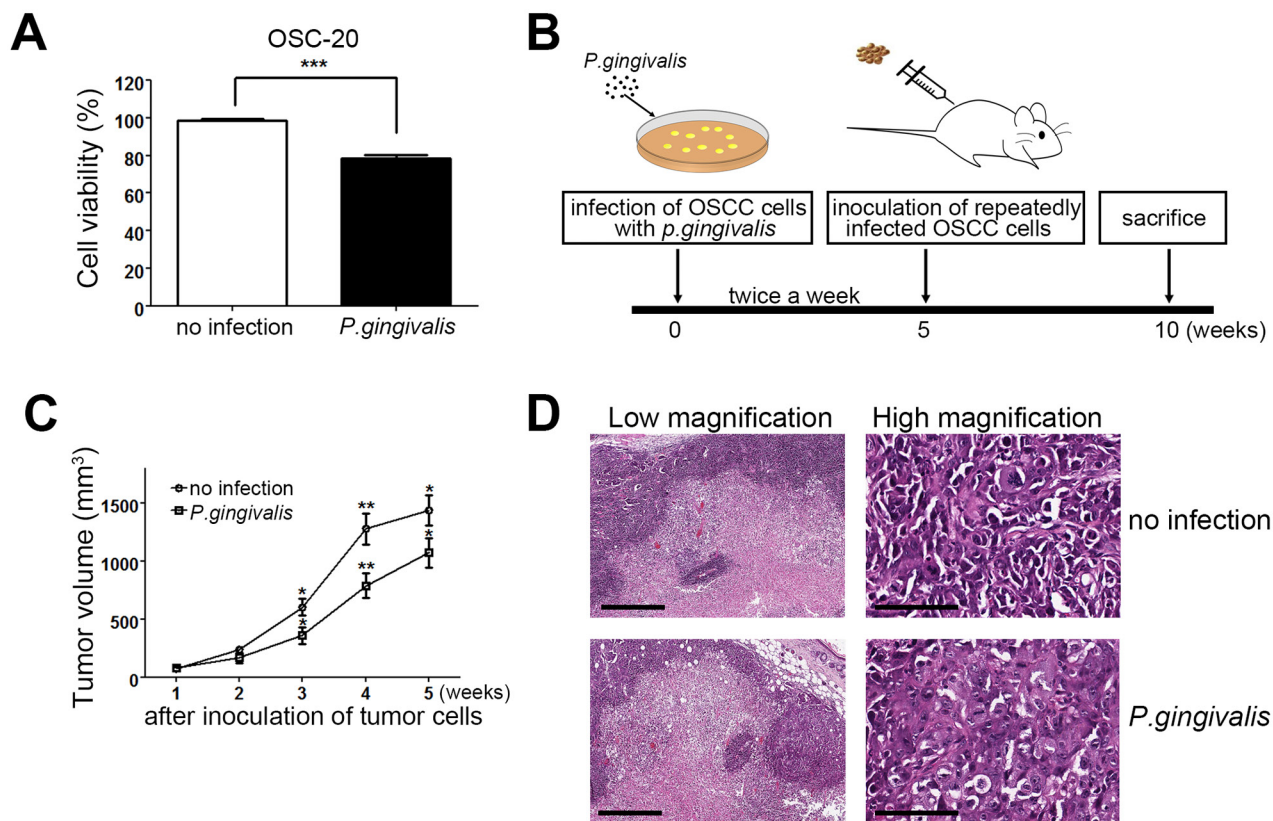 A
OSC-20
***
Cell viability (%)
120
100
80
60
40
20
0
no infection
P.gingivalis
B
P.gingivalis
infection of OSCC cells
with p.gingivalis
inoculation of repeatedly
infected OSCC cells
sacrifice
twice a week
0
5
10 (weeks)
C
Tumor volume (mm³)
1500
1000
500
0
no infection
P.gingivalis
*
*
**
**
*
*
1 2 3 4 5 (weeks)
after inoculation of tumor cells
D
Low magnification
High magnification
no infection
P.gingivalis